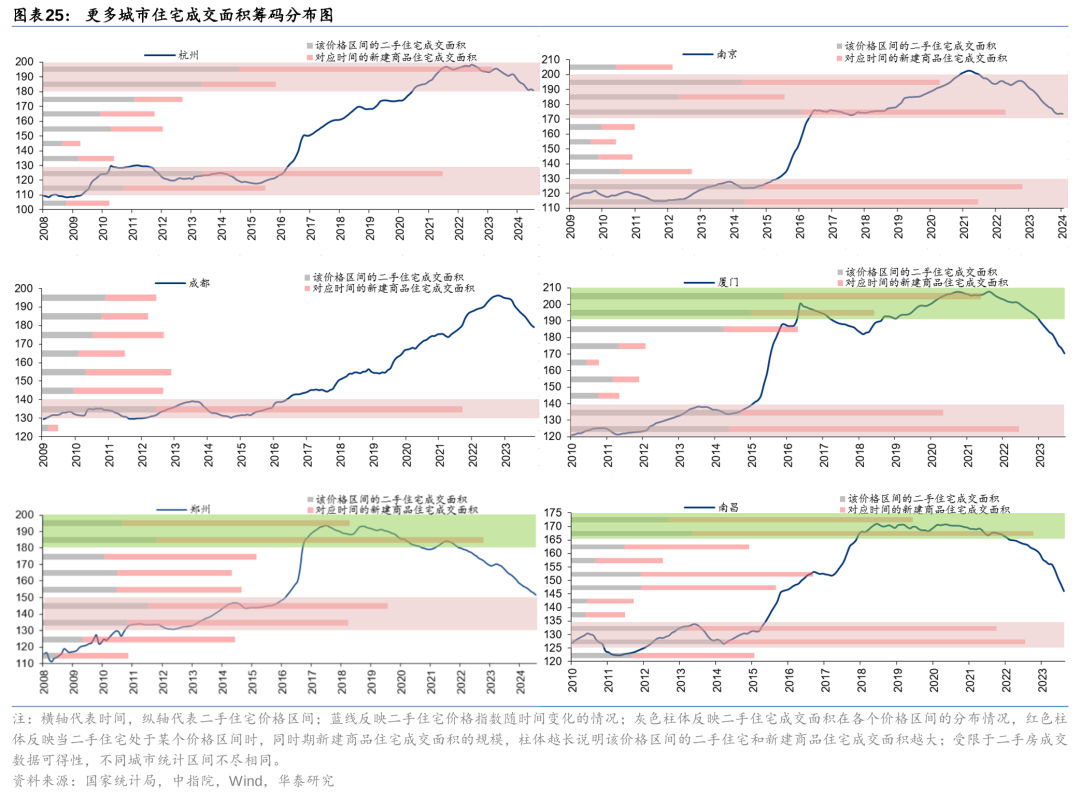 图表25： 更多城市住宅成交面积筹码分布图
杭州
该价格区间的二手住宅成交面积
对应时间的新建商品住宅成交面积
200
190
180
170
160
150
140
130
120
110
100
2008 2009 2010 2011 2012 2013 2014 2015 2016 2017 2018 2019 2020 2021 2022 2023 2024
南京
该价格区间的二手住宅成交面积
对应时间的新建商品住宅成交面积
210
200
190
180
170
160
150
140
130
120
110
2009 2010 2011 2012 2013 2014 2015 2016 2017 2018 2019 2020 2021 2022 2023 2024
成都
该价格区间的二手住宅成交面积
对应时间的新建商品住宅成交面积
200
190
180
170
160
150
140
130
120
2009 2010 2011 2012 2013 2014 2015 2016 2017 2018 2019 2020 2021 2022 2023
厦门
该价格区间的二手住宅成交面积
对应时间的新建商品住宅成交面积
210
200
190
180
170
160
150
140
130
120
2010 2011 2012 2013 2014 2015 2016 2017 2018 2019 2020 2021 2022 2023
郑州
该价格区间的二手住宅成交面积
对应时间的新建商品住宅成交面积
200
190
180
170
160
150
140
130
120
110
2008 2009 2010 2011 2012 2013 2014 2015 2016 2017 2018 2019 2020 2021 2022 2023 2024
南昌
该价格区间的二手住宅成交面积
对应时间的新建商品住宅成交面积
175
170
165
160
155
150
145
140
135
130
125
120
2010 2011 2012 2013 2014 2015 2016 2017 2018 2019 2020 2021 2022 2023
注：横轴代表时间，纵轴代表二手住宅价格区间；蓝线反映二手住宅价格指数随时间变化的情况；灰色柱体反映二手住宅成交面积在各个价格区间的分布情况，红色柱
体反映当二手住宅处于某个价格区间时，同时期新建商品住宅成交面积的规模，柱体越长说明该价格区间的二手住宅和新建商品住宅成交面积越大；受限于二手房成交
数据可得性，不同城市统计区间不尽相同。
资料来源：国家统计局，中指院，Wind，华泰研究